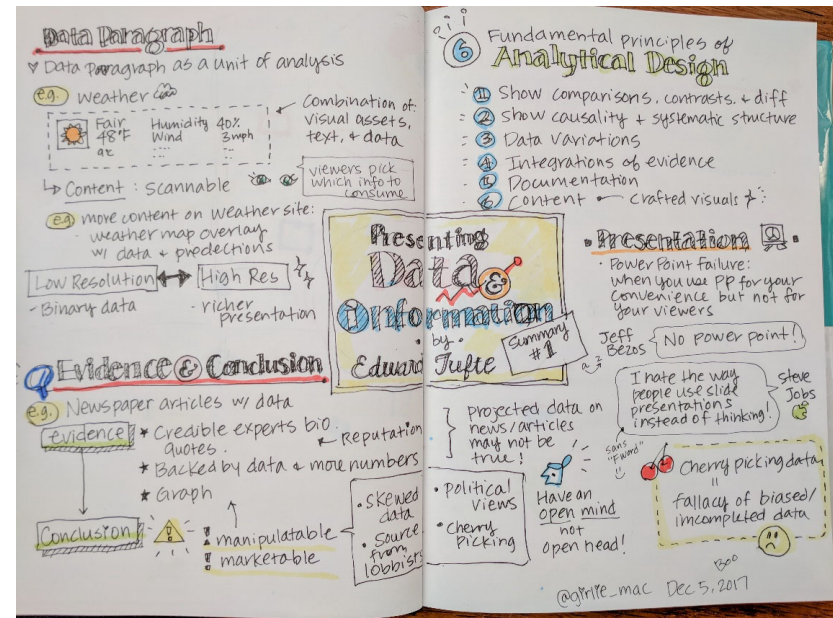 Data Paragraph
Data Paragraph as a unit of analysis
e.g. weather
Fair
48°F
Humidity 40%
Wind 3mph
Combination of
visual assets,
text, & data
Content : scannable
viewers pick
which info to
consume
e.g more content on weather site:
- weather map overlay
w/ data & predections
Low Resolution
High Res
- Binary data
- richer
presentation
Evidence & Conclusion
e.g. Newspaper articles w/ data
evidence
★ Credible experts bio
quotes.
Reputation
★ Backed by data & more numbers
★ Graph
Conclusion
! manipulatable
! marketable
• Skewed
data
• Source
from
lobbists
Presenting
Data &
Information
• by •
Edward Tufte
Summary
#1
6 Fundamental principles of
Analytical Design
1 Show comparisons, contrasts, & diff
2 Show causality & systematic structure
3 Data Variations
4 Integrations of evidence
5 Documentation
6 Content ← crafted visuals
• Presentation •
• PowerPoint failure:
when you use PP for your
convenience but not for
your viewers
Jeff
Bezos
No power point!
I hate the way
people use slide
presentations
instead of thinking!
Steve
Jobs
sans
"Fword"
Projected data on
news/articles
may not be
true!
• Political
Views
• Cherry
Picking
Have an
open mind
not
open head!
Cherry picking data
=
fallacy of biased/
imcompleted data
@girlie_mac Dec 5, 2017